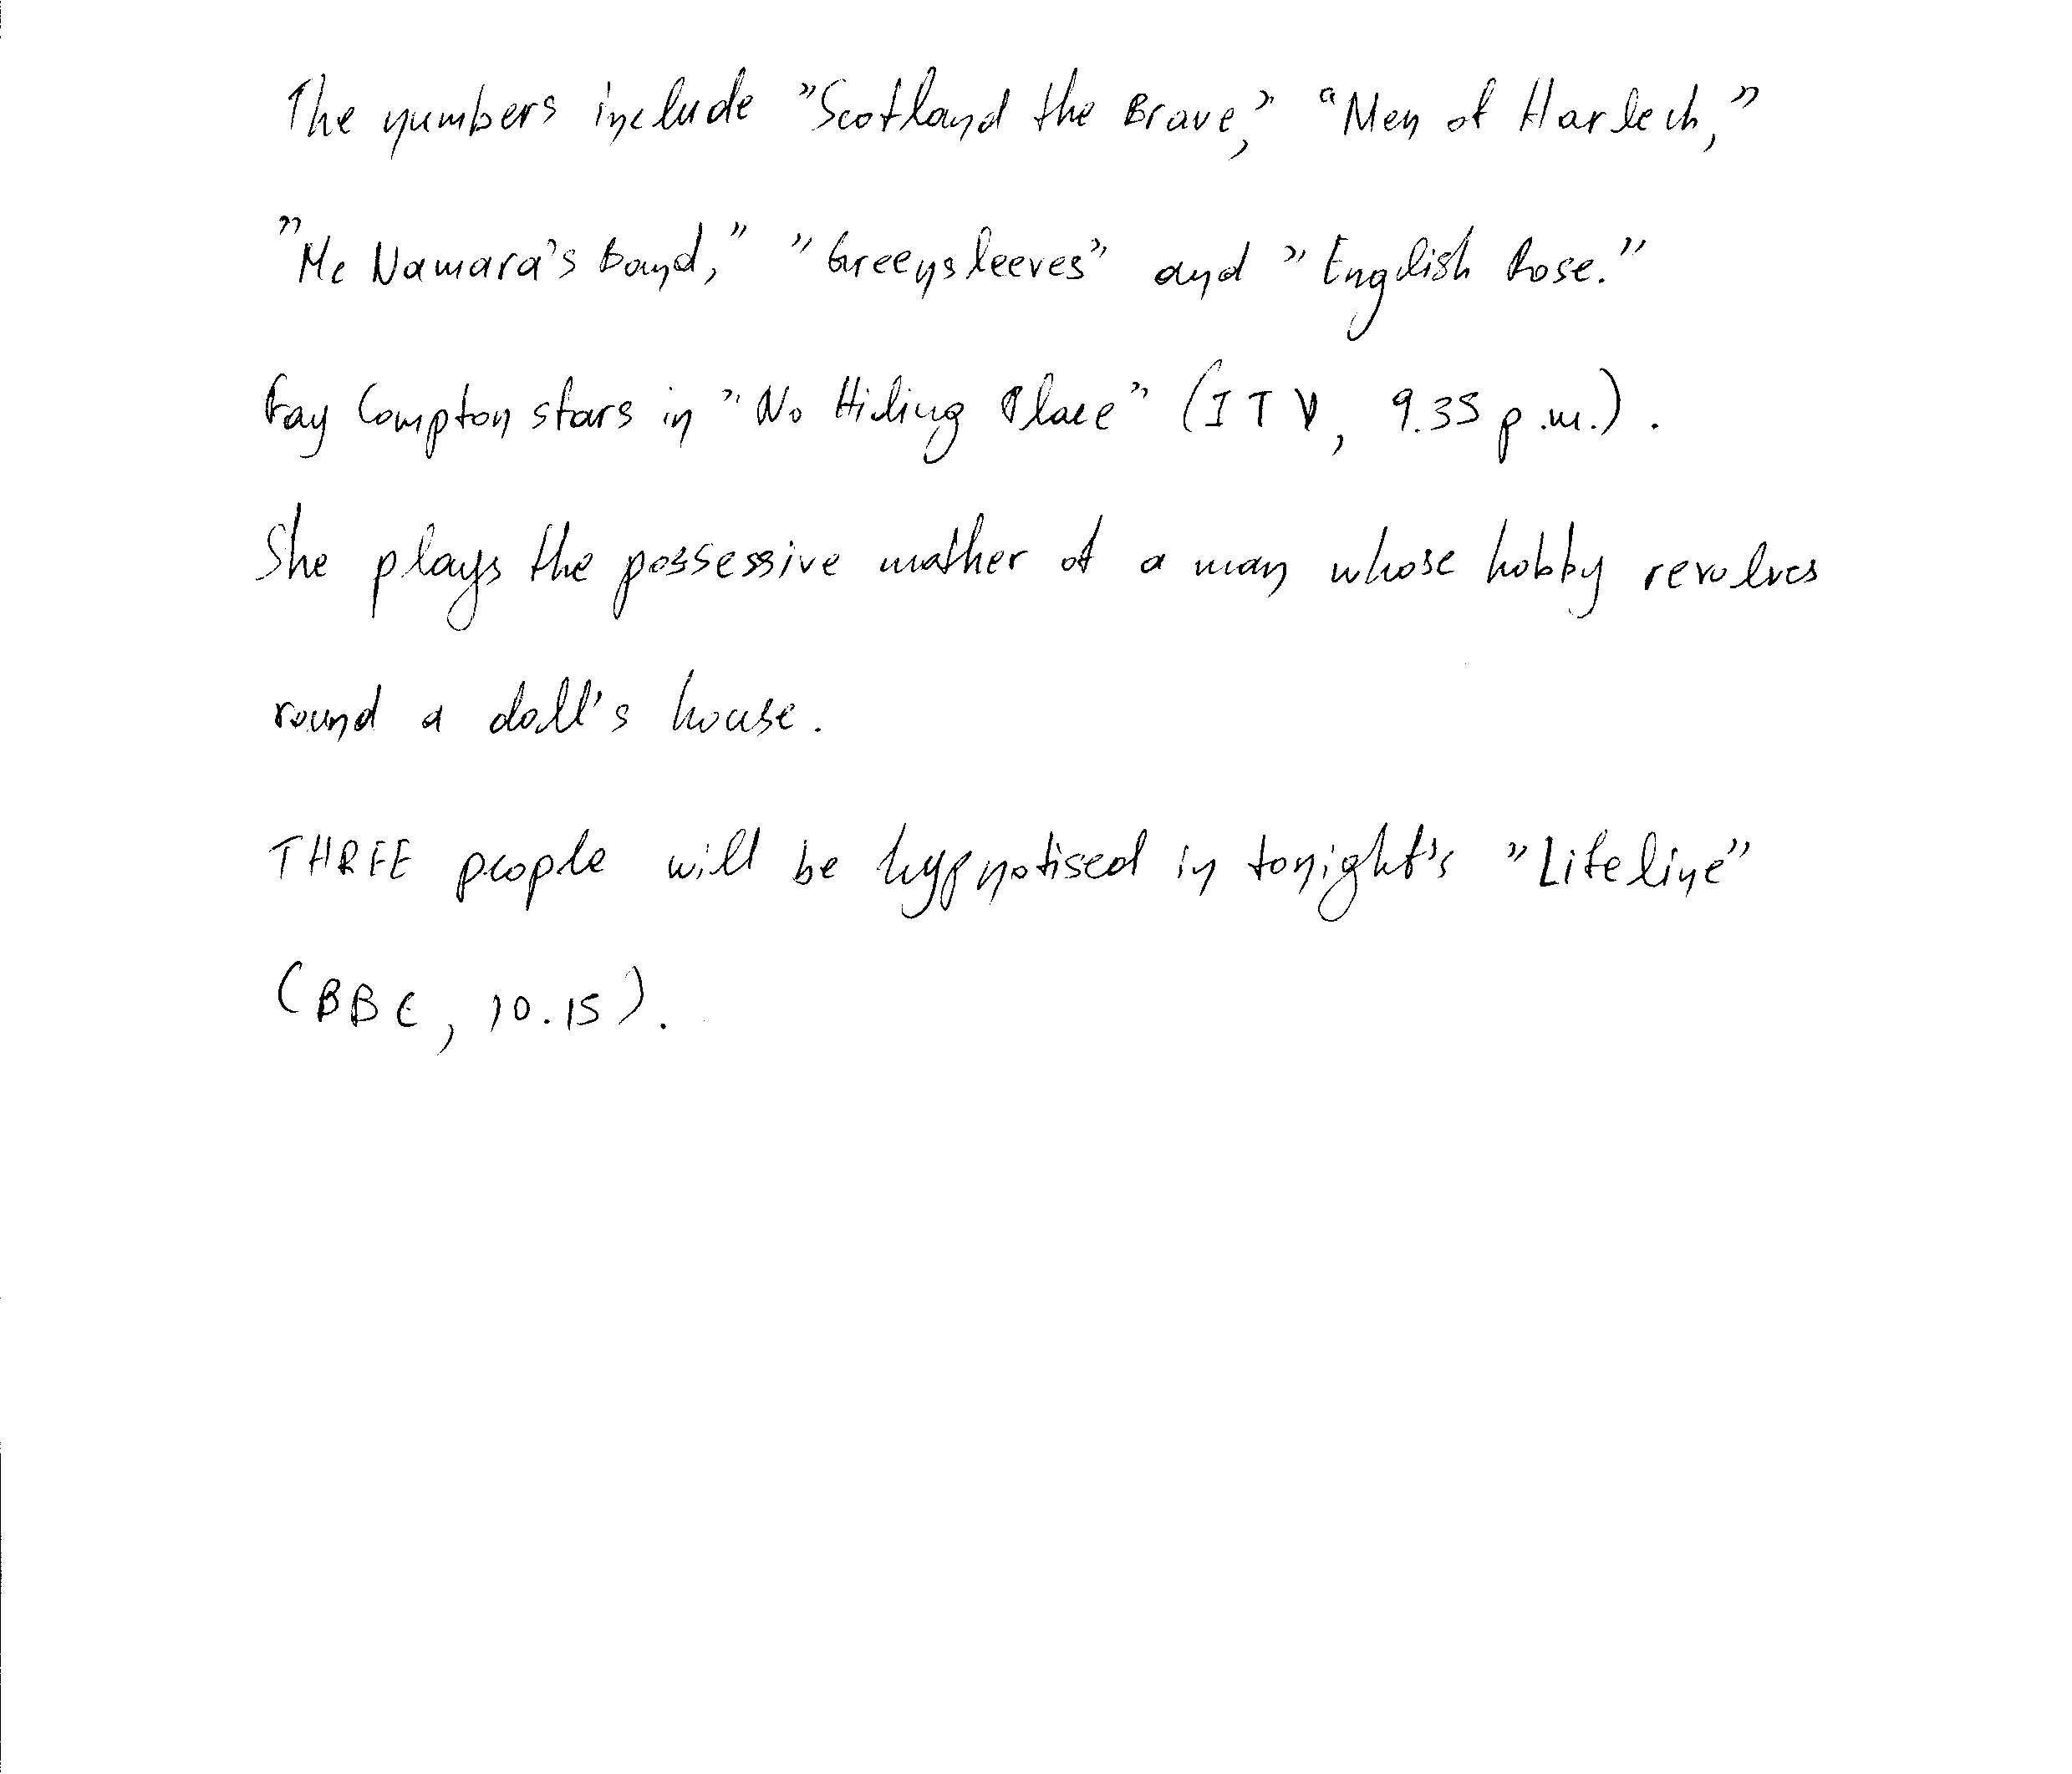 The numbers include "Scotland the Brave," "Men of Harlech,"
"Mc Namara's Band," "Greensleeves" and "English Rose."
Fay Compton stars in "No Hiding Place" (ITV, 9.35 p.m.).
She plays the possessive mother of a man whose hobby revolves
round a doll's house.
THREE people will be hypnotised in tonight's "Lifeline"
(BBC, 10.15).